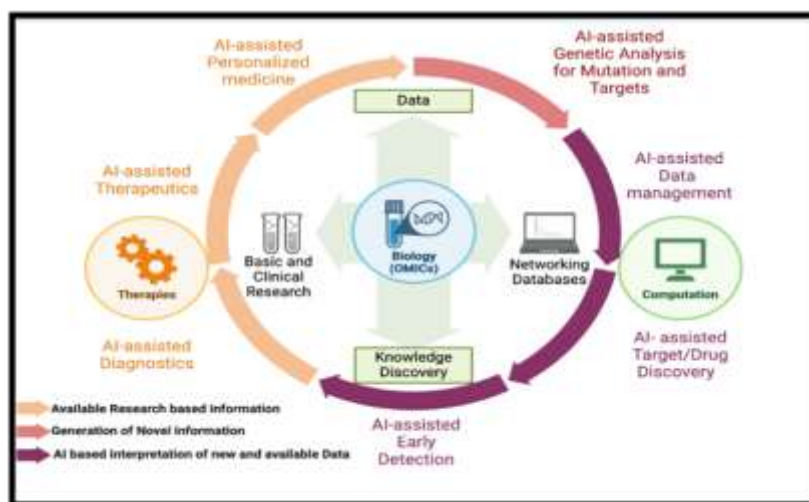 AI-assisted
Personalized
medicine
AI-assisted
Genetic Analysis
for Mutation and
Targets
Data
AI-assisted
Therapeutics
AI-assisted
Data
management
Therapies
Basic and
Clinical
Research
Biology
(OMICs)
Networking
Databases
Computation
AI-assisted
Diagnostics
Knowledge
Discovery
AI- assisted
Target/Drug
Discovery
AI-assisted
Early
Detection
Available Research based Information
Generation of Novel Information
AI based interpretation of new and available Data